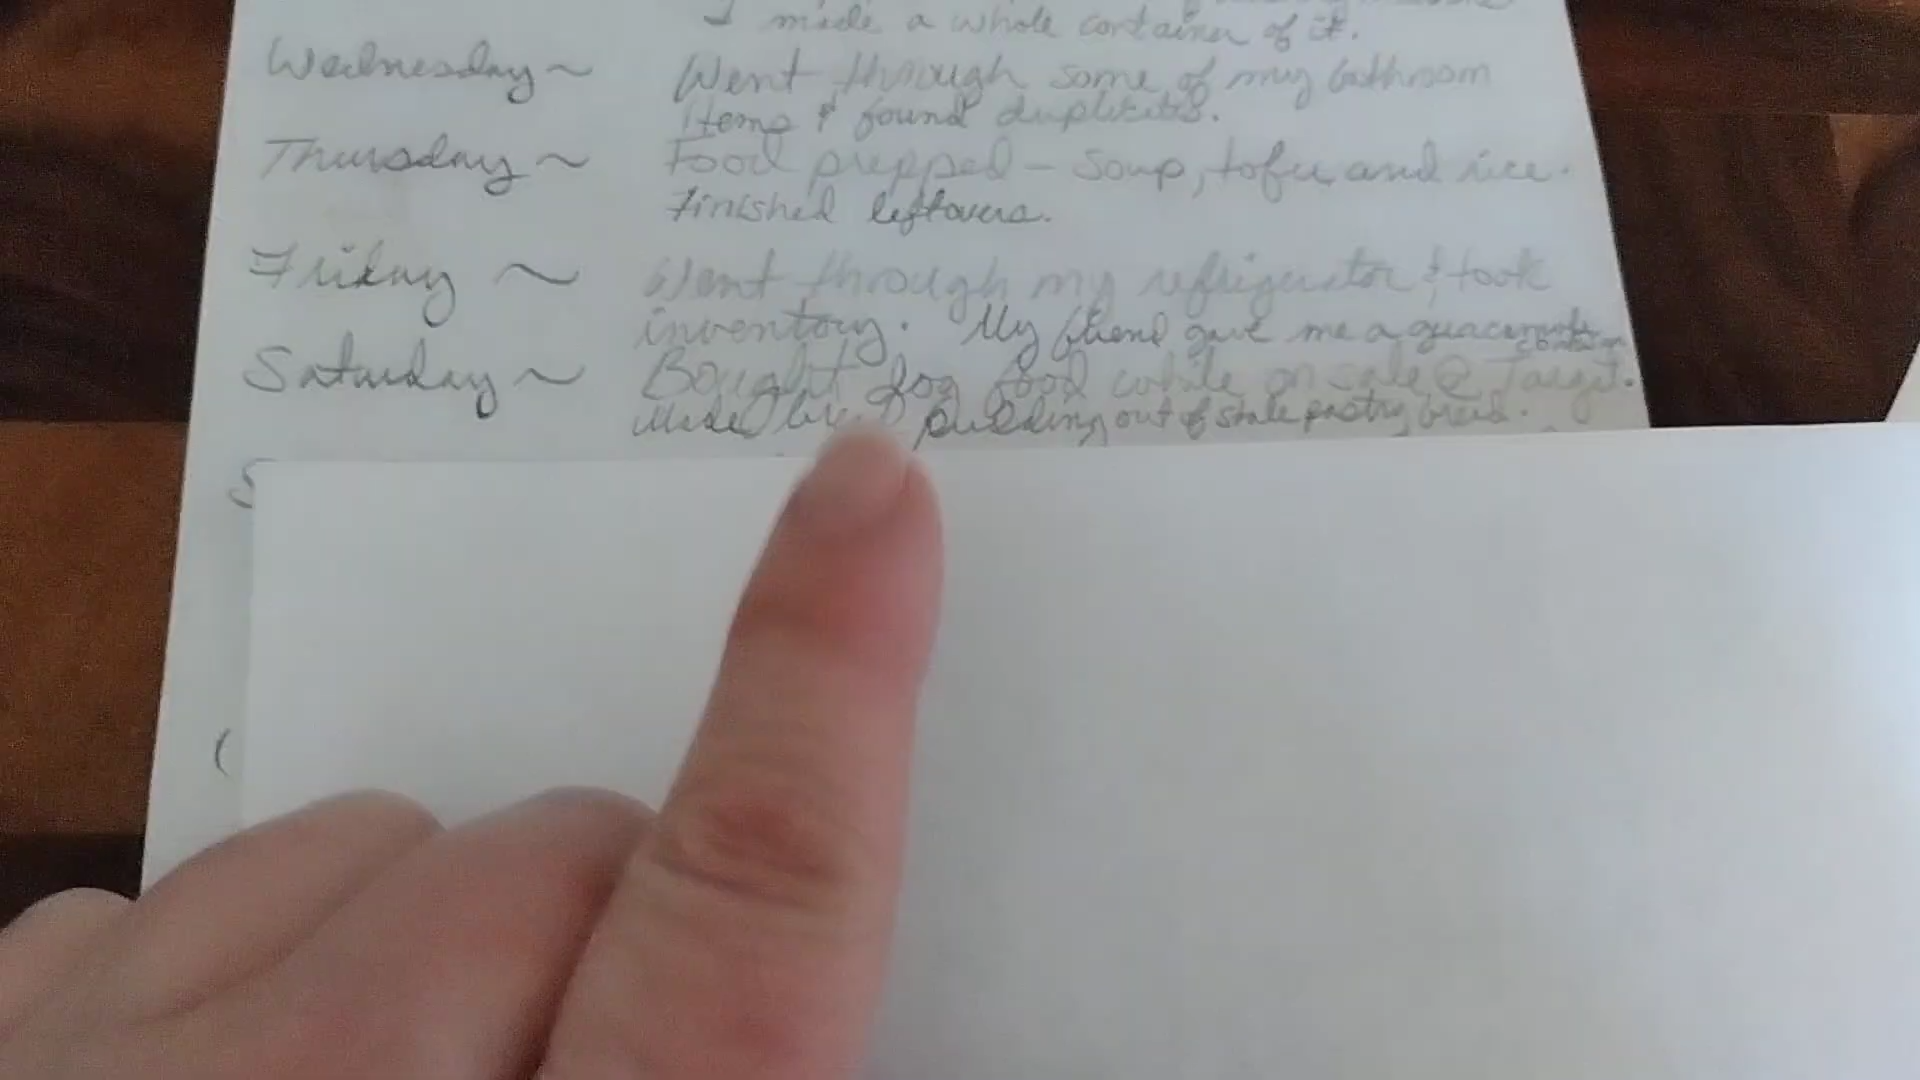 I made a whole container of it.
Wednesday ~ Went through some of my bathroom
items & found duplicates.
Thursday ~ Food prepped - soup, tofu and rice.
Finished leftovers.
Friday ~ Went through my refrigerator & took
inventory. My friend gave me a guacamole
container
Saturday ~ Bought dog food while on sale @ Target.
Made pudding out of stale pastry bread.
S
(